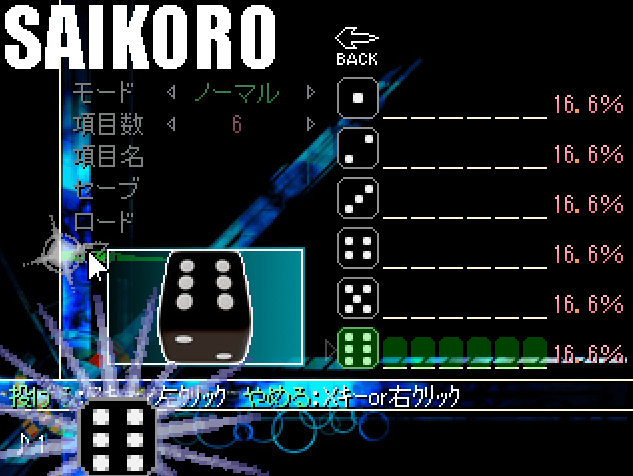 SAIKORO
BACK
モード ノーマル
項目数 6
項目名
セーブ
ロード
16.6%
16.6%
16.6%
16.6%
16.6%
16.6%
左クリック やめる:Xキーor右クリック